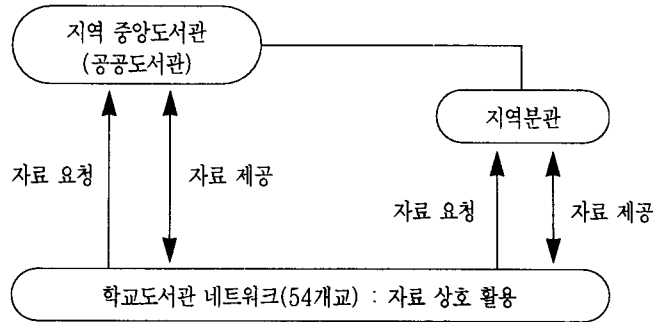 지역 중앙도서관
(공공도서관)
지역분관
자료 요청
자료 제공
자료 요청
자료 제공
학교도서관 네트워크(54개교) : 자료 상호 활용